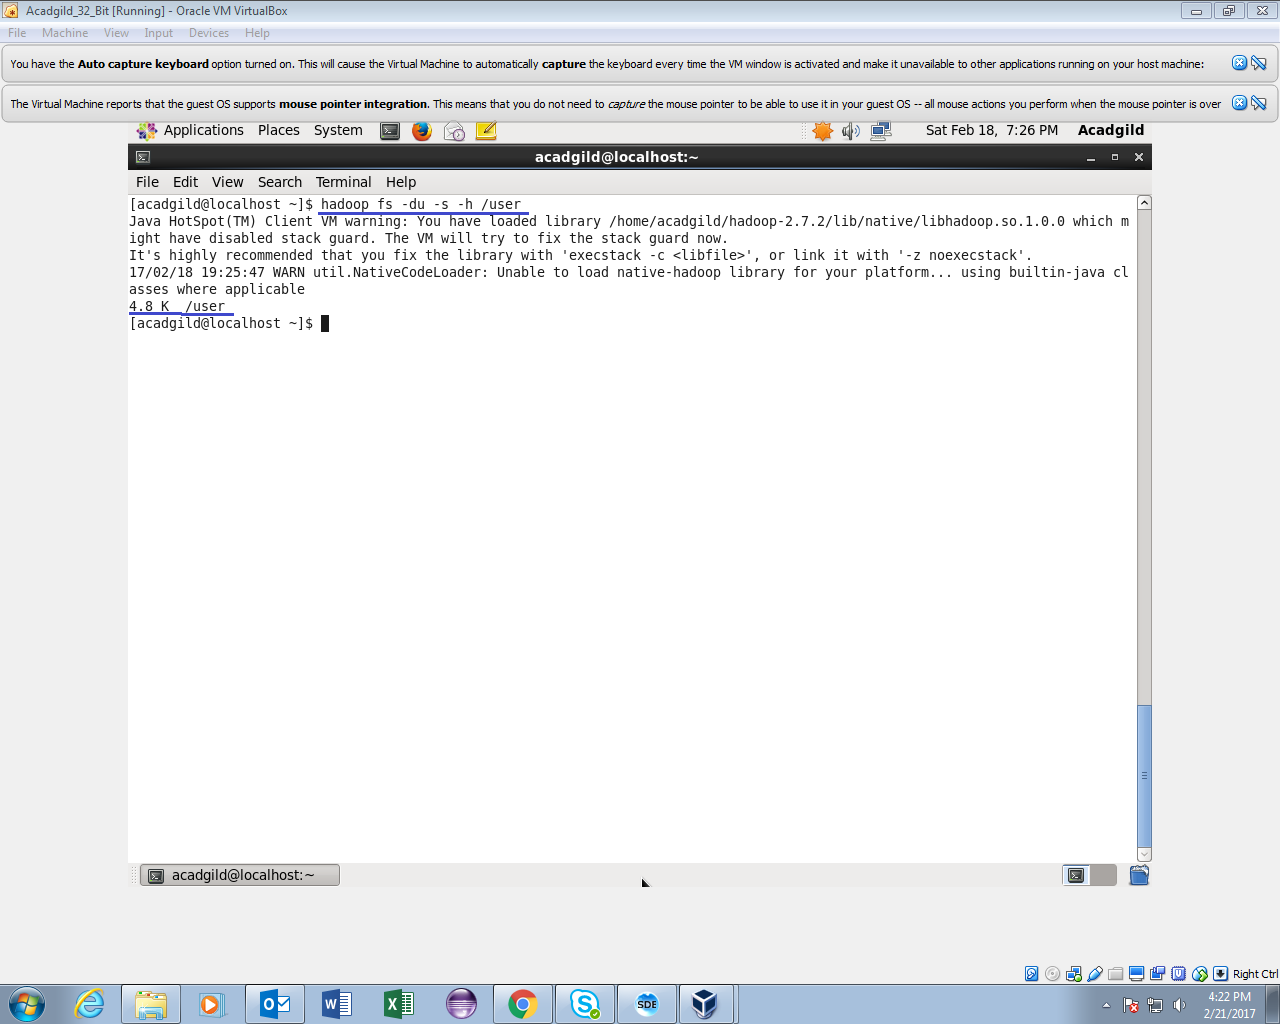 Acadgild_32_Bit [Running] - Oracle VM VirtualBox
File Machine View Input Devices Help
You have the Auto capture keyboard option turned on. This will cause the Virtual Machine to automatically capture the keyboard every time the VM window is activated and make it unavailable to other applications running on your host machine:
The Virtual Machine reports that the guest OS supports mouse pointer integration. This means that you do not need to capture the mouse pointer to be able to use it in your guest OS -- all mouse actions you perform when the mouse pointer is over
Applications Places System Sat Feb 18, 7:26 PM Acadgild
acadgild@localhost:~
File Edit View Search Terminal Help
[acadgild@localhost ~]$ hadoop fs -du -s -h /user
Java HotSpot(TM) Client VM warning: You have loaded library /home/acadgild/hadoop-2.7.2/lib/native/libhadoop.so.1.0.0 which m
ight have disabled stack guard. The VM will try to fix the stack guard now.
It's highly recommended that you fix the library with 'execstack -c <libfile>', or link it with '-z noexecstack'.
17/02/18 19:25:47 WARN util.NativeCodeLoader: Unable to load native-hadoop library for your platform... using builtin-java cl
asses where applicable
4.8 K /user
[acadgild@localhost ~]$
acadgild@localhost:~
Right Ctrl
SDE
4:22 PM
2/21/2017